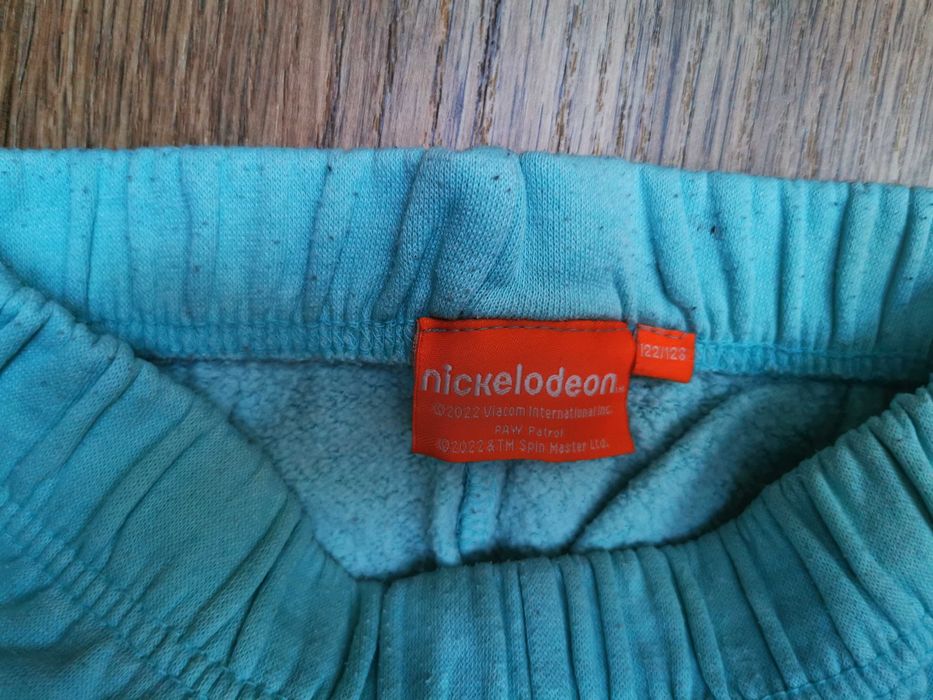 nickelodeon
©2022 Viacom International Inc.
PAW Patrol
©2022 & TM Spin Master Ltd.
122/128